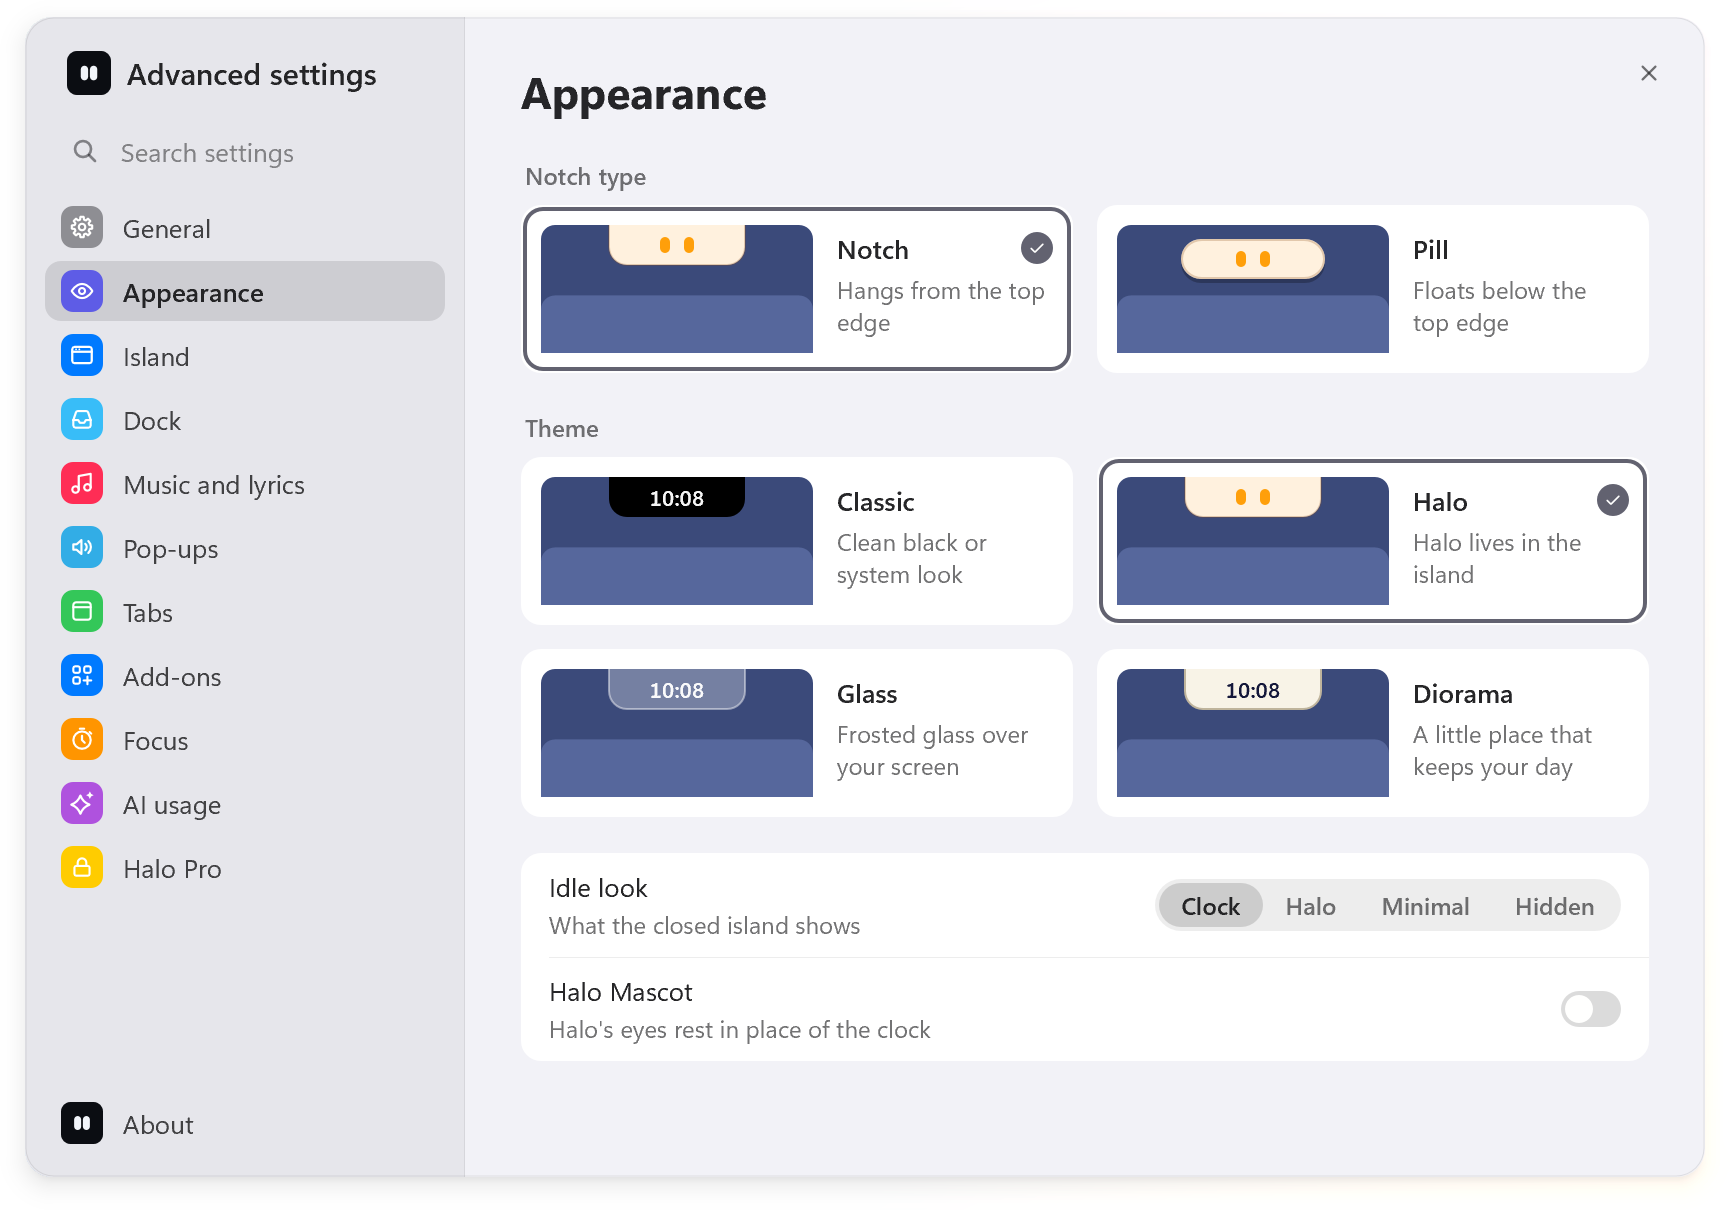 Advanced settings
Search settings
General
Appearance
Island
Dock
Music and lyrics
Pop-ups
Tabs
Add-ons
Focus
AI usage
Halo Pro
About
Appearance
Notch type
Notch
Hangs from the top
edge
Pill
Floats below the
top edge
Theme
10:08
Classic
Clean black or
system look
Halo
Halo lives in the
island
10:08
Glass
Frosted glass over
your screen
10:08
Diorama
A little place that
keeps your day
Idle look
What the closed island shows
Clock Halo Minimal Hidden
Halo Mascot
Halo's eyes rest in place of the clock